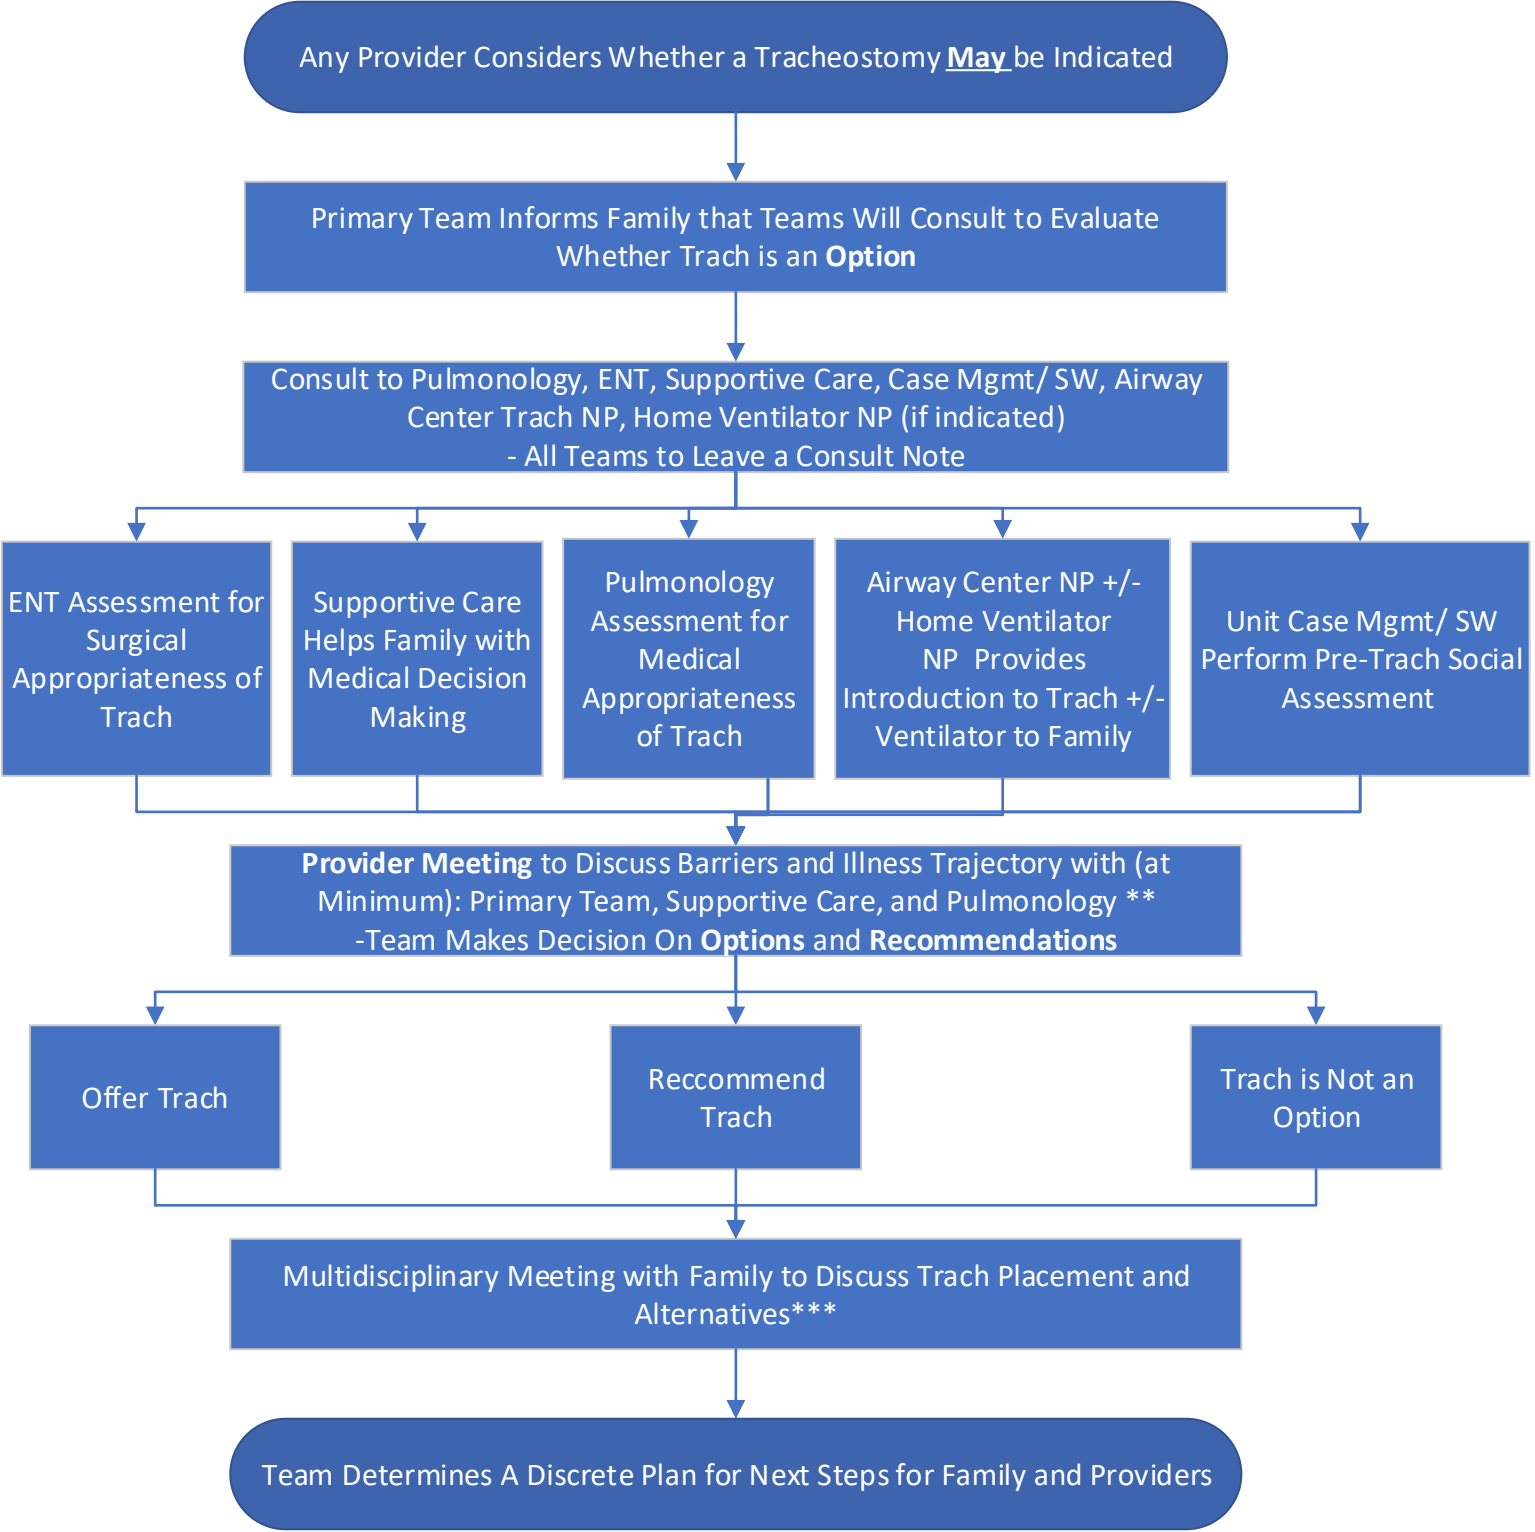 Any Provider Considers Whether a Tracheostomy May be Indicated
Primary Team Informs Family that Teams Will Consult to Evaluate
Whether Trach is an Option
Consult to Pulmonology, ENT, Supportive Care, Case Mgmt/ SW, Airway
Center Trach NP, Home Ventilator NP (if indicated)
- All Teams to Leave a Consult Note
ENT Assessment for
Surgical
Appropriateness of
Trach
Supportive Care
Helps Family with
Medical Decision
Making
Pulmonology
Assessment for
Medical
Appropriateness
of Trach
Airway Center NP +/-
Home Ventilator
NP Provides
Introduction to Trach +/-
Ventilator to Family
Unit Case Mgmt/ SW
Perform Pre-Trach Social
Assessment
Provider Meeting to Discuss Barriers and Illness Trajectory with (at
Minimum): Primary Team, Supportive Care, and Pulmonology **
-Team Makes Decision On Options and Recommendations
Offer Trach
Reccommend
Trach
Trach is Not an
Option
Multidisciplinary Meeting with Family to Discuss Trach Placement and
Alternatives***
Team Determines A Discrete Plan for Next Steps for Family and Providers